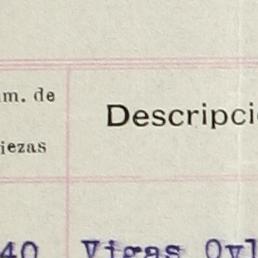 m. de
Descripci
iezas
40 Vigas Ovl